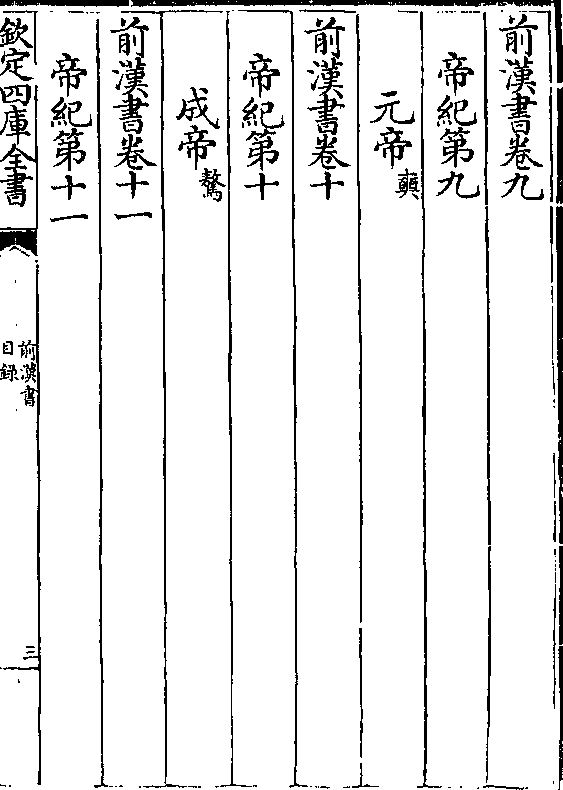 前漢書卷九
帝紀第九
元帝奭
前漢書卷十
帝紀第十
成帝驁
前漢書卷十一
帝紀第十一
欽定四庫全書
前漢書
目録
三